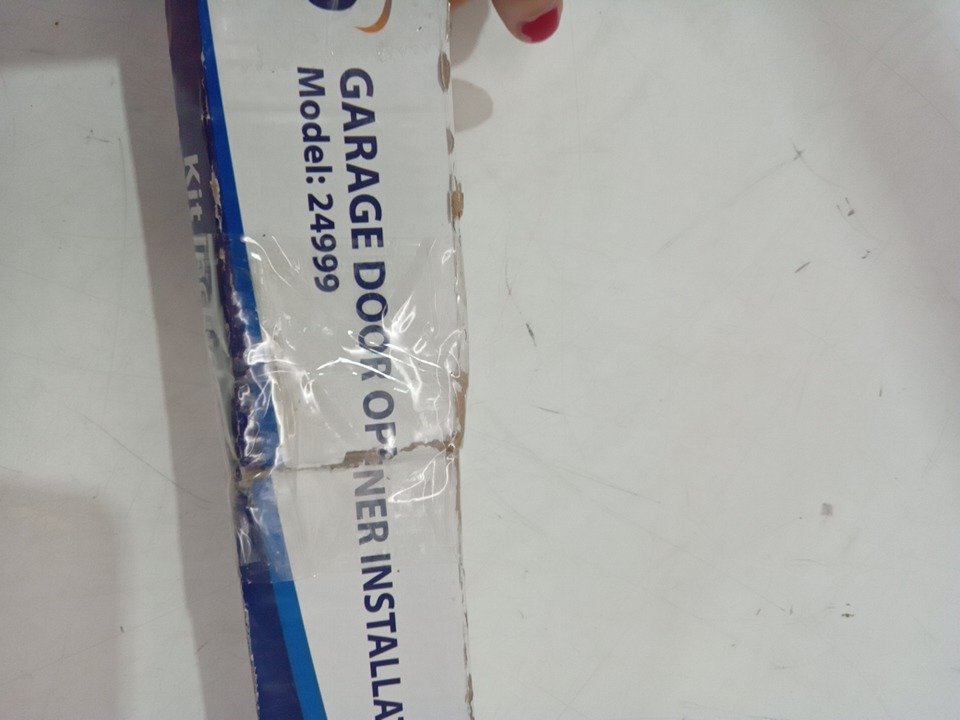 GARAGE DOOR OPENER INSTALLA
Model: 24999
Kit